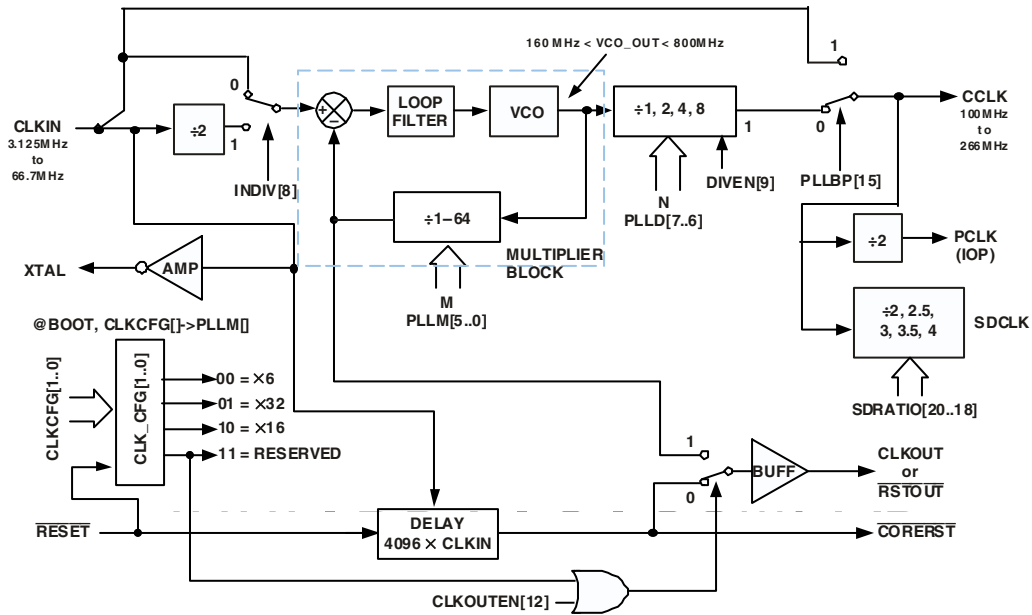 160 MHz < VCO_OUT < 800MHz
1
0
CLKIN
3.125MHz
to
66.7MHz
÷2
1
INDIV[8]
+
−
LOOP
FILTER
VCO
÷1, 2, 4, 8
1
0
CCLK
100MHz
to
266MHz
DIVEN[9]
N
PLLD[7..6]
PLLBP[15]
÷1–64
MULTIPLIER
BLOCK
M
PLLM[5..0]
÷2
PCLK
(IOP)
XTAL
AMP
÷2, 2.5,
3, 3.5, 4
SDCLK
SDRATIO[20..18]
@BOOT, CLKCFG[]->PLLM[]
CLKCFG[1..0]
CLK_CFG[1..0]
00 = ×6
01 = ×32
10 = ×16
11 = RESERVED
1
0
BUFF
CLKOUT
or
RSTOUT
RESET
DELAY
4096 × CLKIN
CORERST
CLKOUTEN[12]